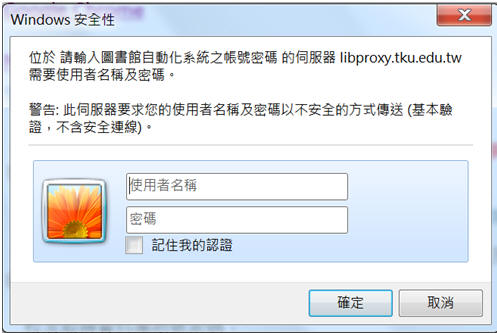 Windows 安全性
位於 請輸入圖書館自動化系統之帳號密碼 的伺服器 libproxy.tku.edu.tw
需要使用者名稱及密碼。
警告: 此伺服器要求您的使用者名稱及密碼以不安全的方式傳送 (基本驗
證，不含安全連線)。
使用者名稱
密碼
記住我的認證
確定
取消